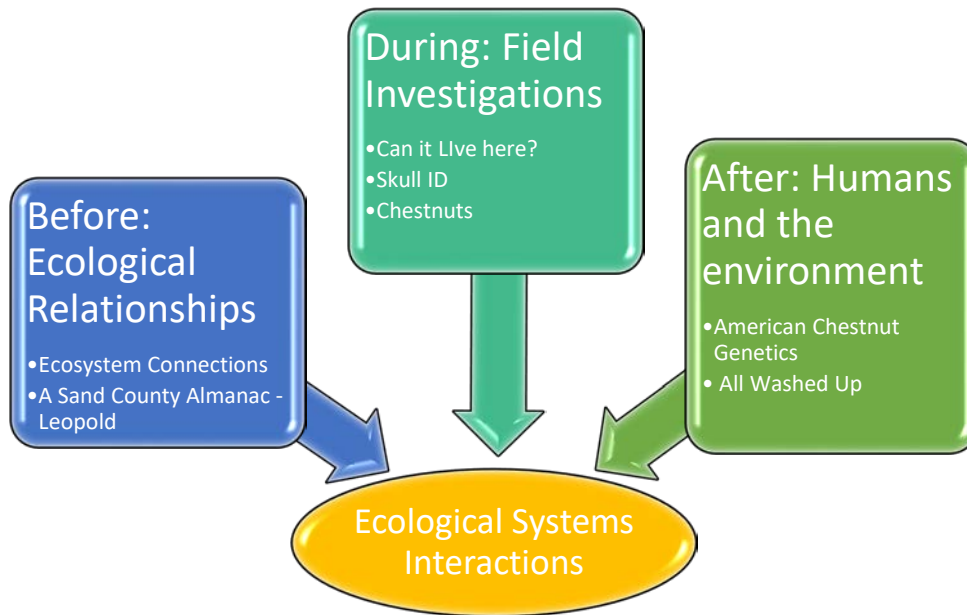 Before:
Ecological
Relationships
•Ecosystem Connections
•A Sand County Almanac -
Leopold
During: Field
Investigations
•Can it LIve here?
•Skull ID
•Chestnuts
After: Humans
and the
environment
•American Chestnut
Genetics
• All Washed Up
Ecological Systems
Interactions